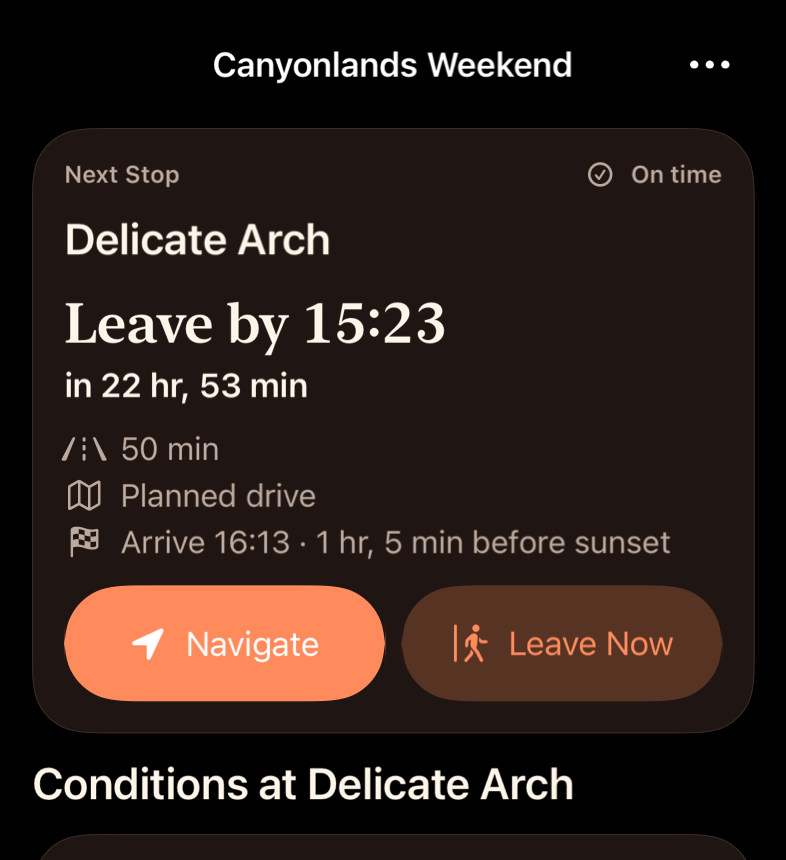 Canyonlands Weekend
Next Stop
On time
Delicate Arch
Leave by 15:23
in 22 hr, 53 min
50 min
Planned drive
Arrive 16:13 · 1 hr, 5 min before sunset
Navigate
Leave Now
Conditions at Delicate Arch